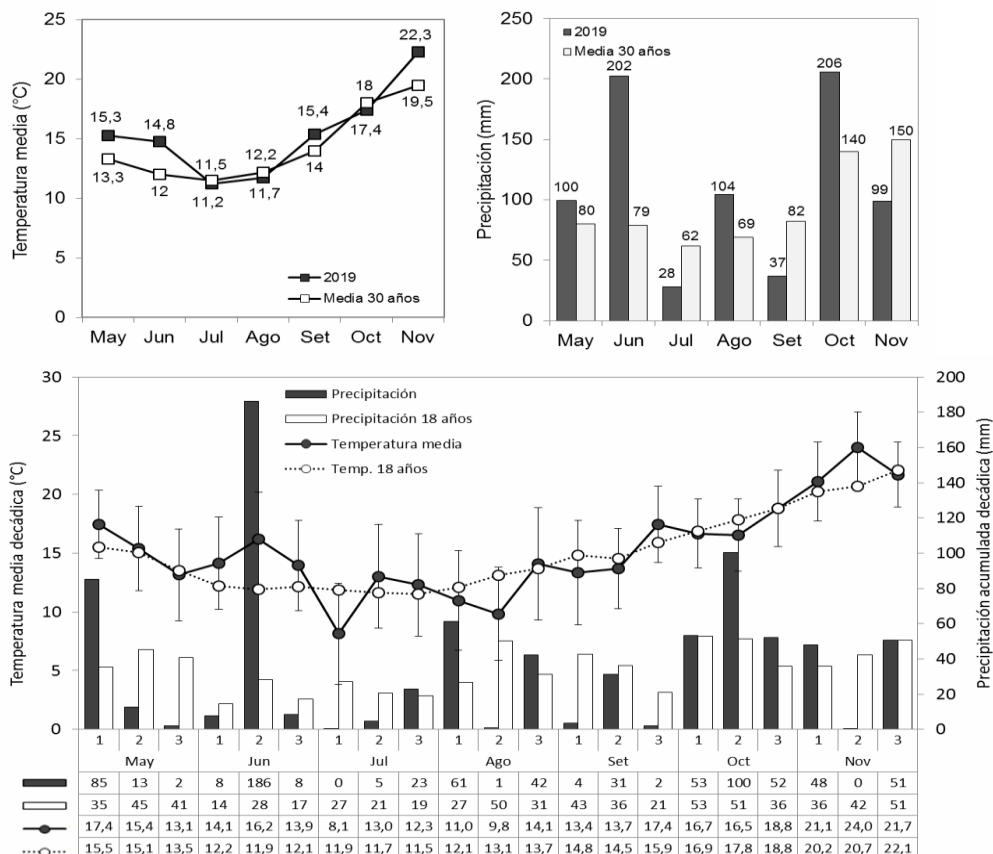 Temperatura media (°C)
25
20
15
10
5
0
15,3
14,8
11,5
12,2
15,4
18
22,3
13,3
12
11,2
11,7
14
17,4
19,5
2019
Media 30 años
May Jun Jul Ago Set Oct Nov
Precipitación (mm)
250
200
150
100
50
0
2019
Media 30 años
100 80 202 79 28 62 104 69 37 82 206 140 99 150
May Jun Jul Ago Set Oct Nov
Temperatura media decádica (°C)
30
25
20
15
10
5
0
Precipitación
Precipitación 18 años
Temperatura media
Temp. 18 años
Precipitación acumulada decádica (mm)
200
180
160
140
120
100
80
60
40
20
0
1 2 3 1 2 3 1 2 3 1 2 3 1 2 3 1 2 3 1 2 3
May Jun Jul Ago Set Oct Nov
85 13 2 8 186 8 0 5 23 61 1 42 4 31 2 53 100 52 48 0 51
35 45 41 14 28 17 27 21 19 27 50 31 43 36 21 53 51 36 36 42 51
17,4 15,4 13,1 14,1 16,2 13,9 8,1 13,0 12,3 11,0 9,8 14,1 13,4 13,7 17,4 16,7 16,5 18,8 21,1 24,0 21,7
15,5 15,1 13,5 12,2 11,9 12,1 11,9 11,7 11,5 12,1 13,1 13,7 14,8 14,5 15,9 16,9 17,8 18,8 20,2 20,7 22,1